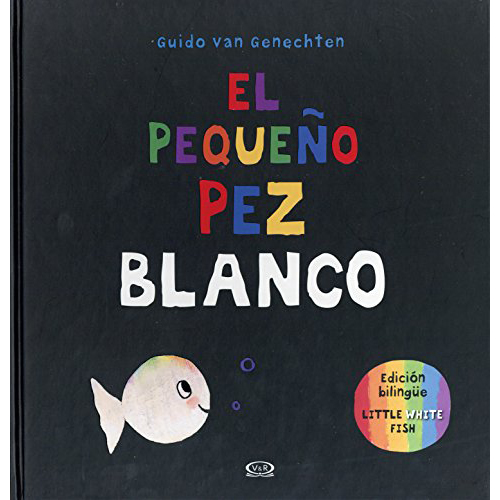 Guido Van Genechten
EL
PEQUEÑO
PEZ
BLANCO
Edición
bilingüe
LITTLE WHITE
FISH
V&R